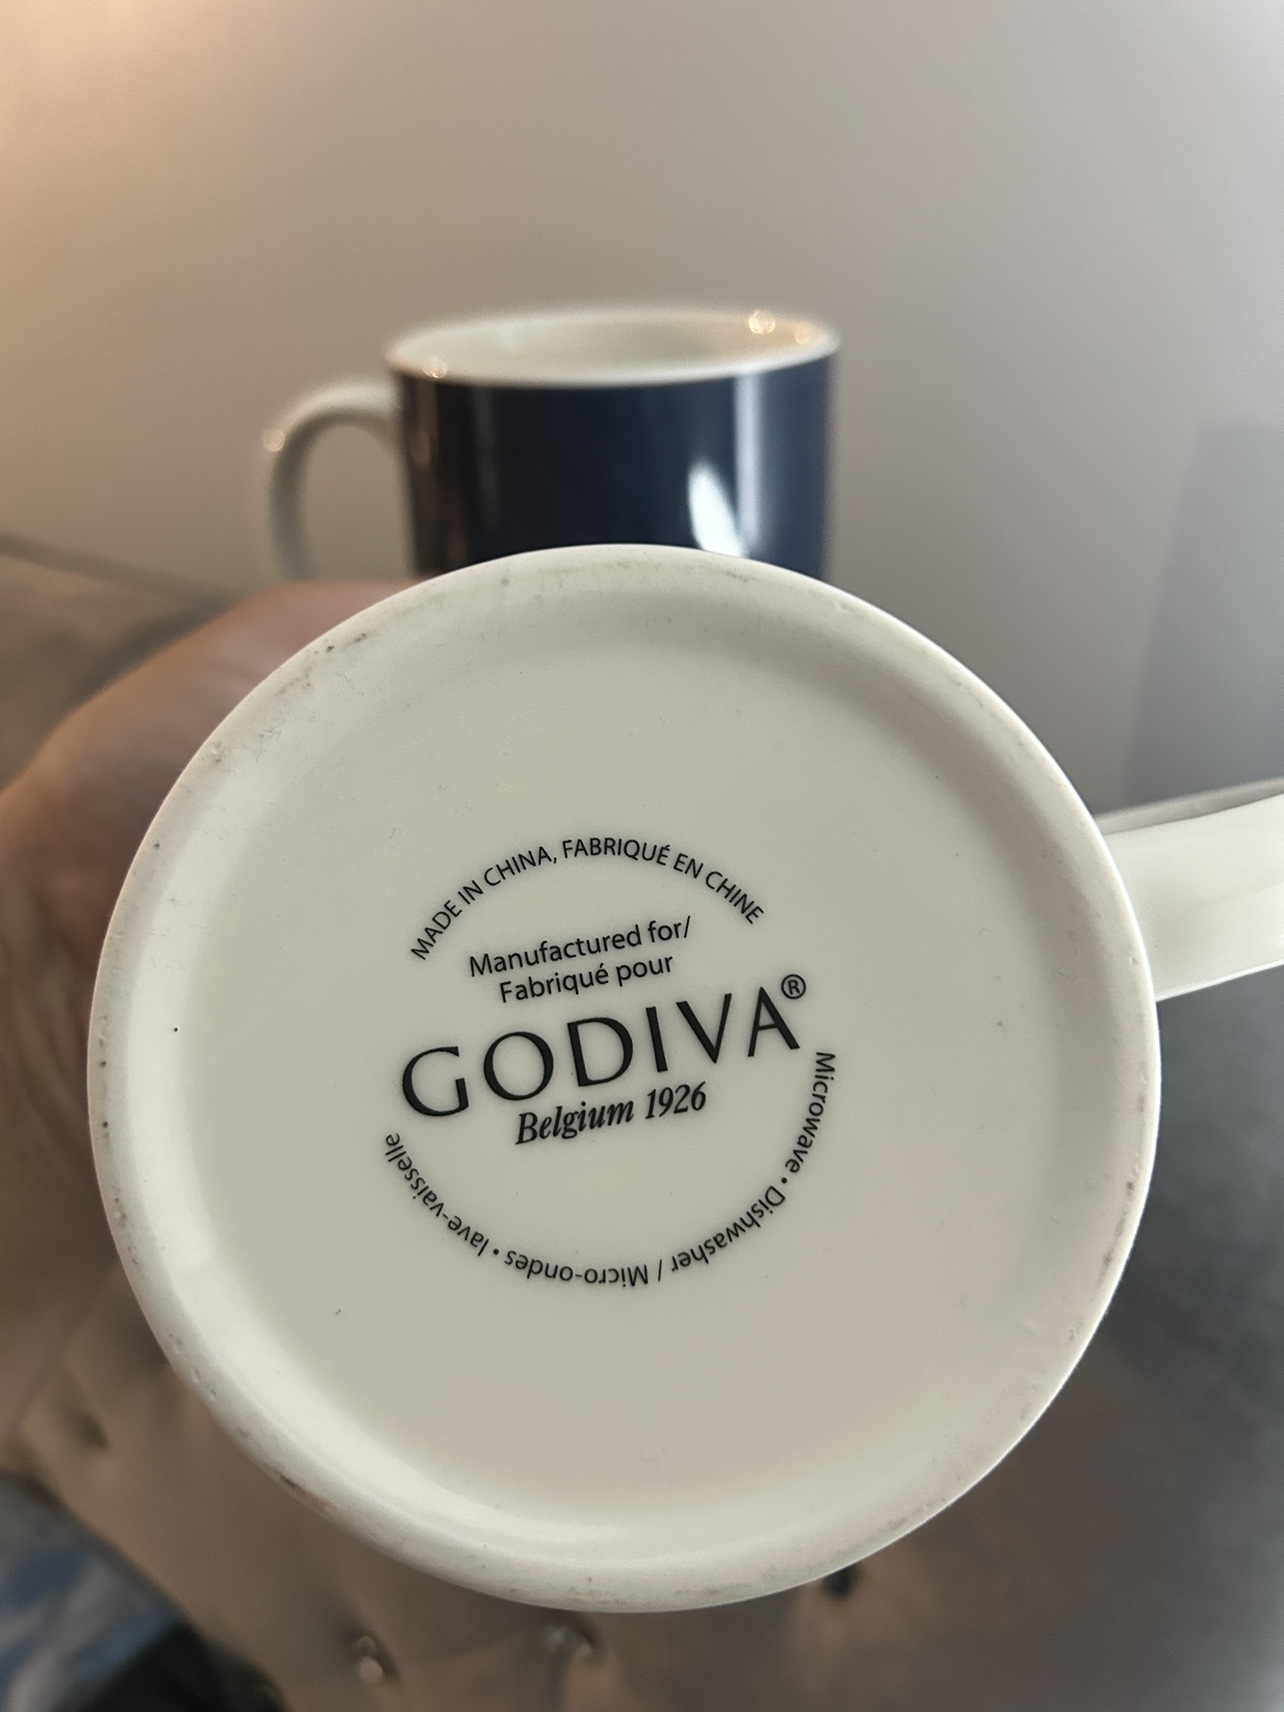 MADE IN CHINA, FABRIQUÉ EN CHINE
Manufactured for/
Fabriqué pour
GODIVA®
Belgium 1926
Microwave • Dishwasher / Micro-ondes • lave-vaisselle